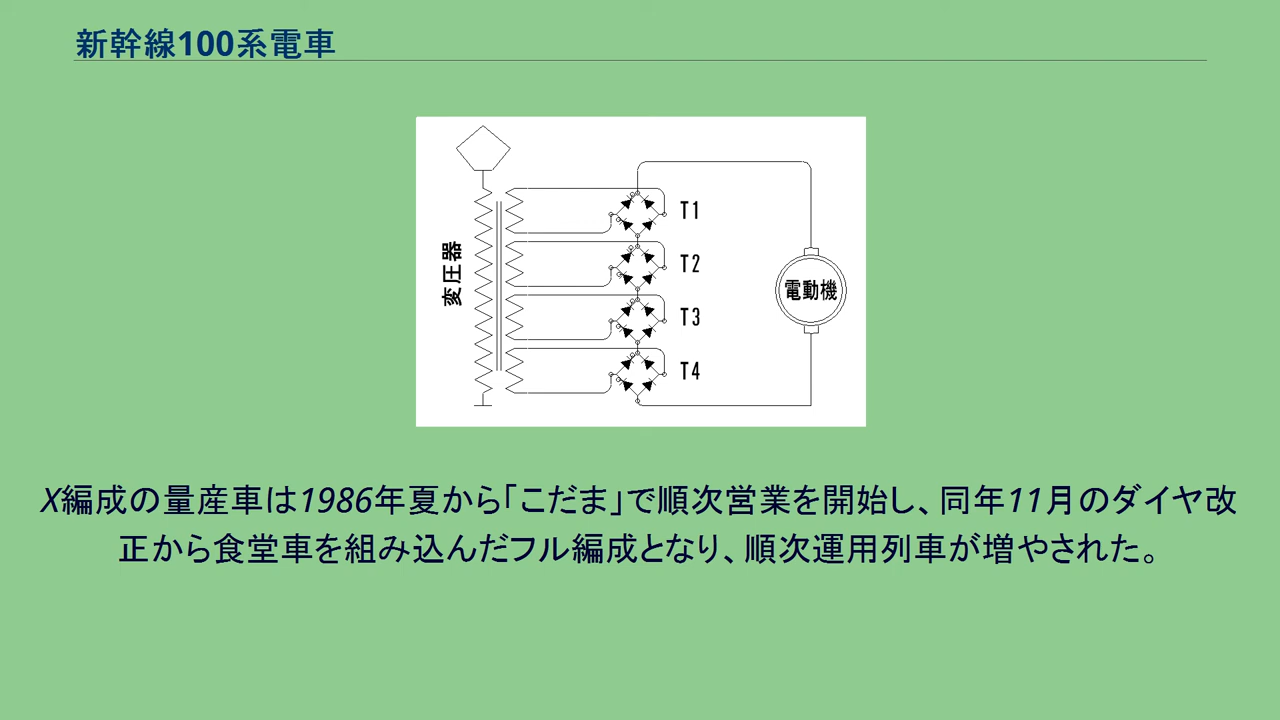 新幹線100系電車
変圧器
T1
T2
T3
T4
電動機
X編成の量産車は1986年夏から「こだま」で順次営業を開始し、同年11月のダイヤ改
正から食堂車を組み込んだフル編成となり、順次運用列車が増やされた。